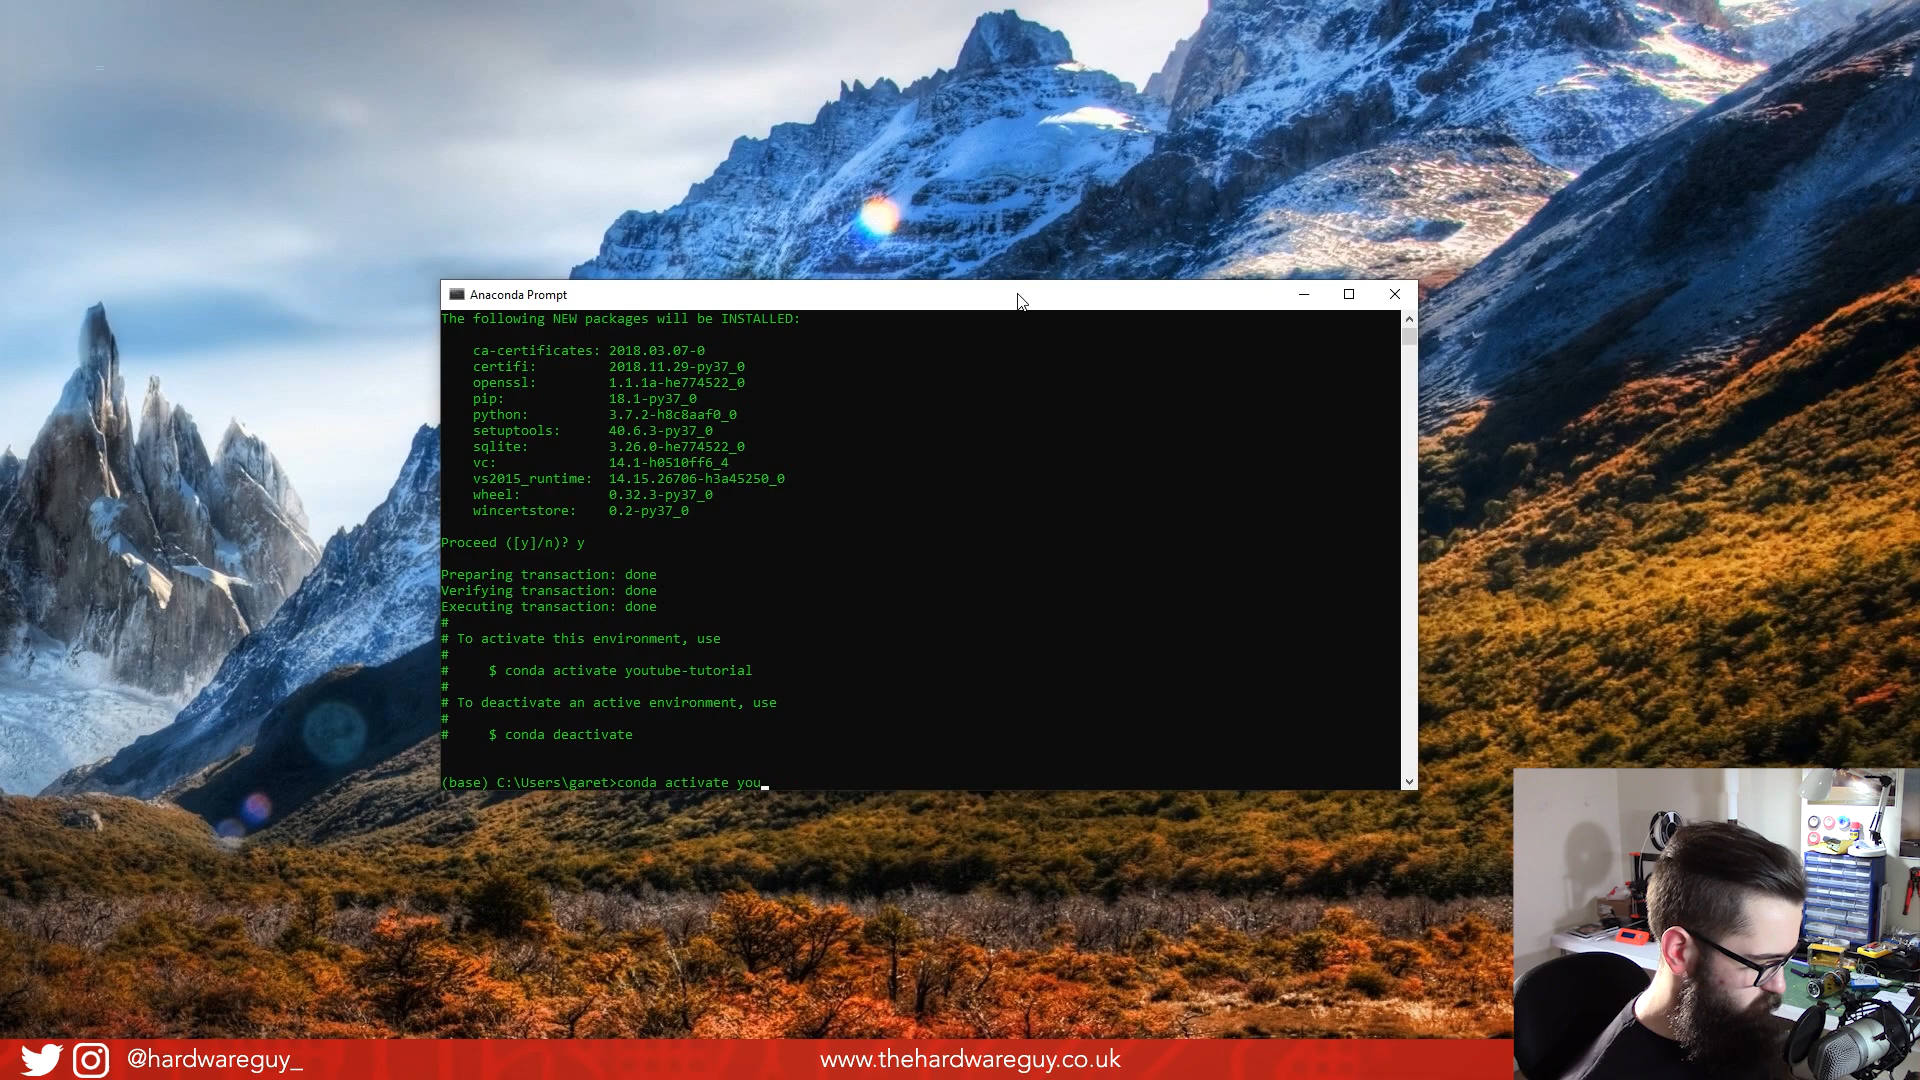 Anaconda Prompt
The following NEW packages will be INSTALLED:
ca-certificates: 2018.03.07-0
certifi: 2018.11.29-py37_0
openssl: 1.1.1a-he774522_0
pip: 18.1-py37_0
python: 3.7.2-h8c8aaf0_0
setuptools: 40.6.3-py37_0
sqlite: 3.26.0-he774522_0
vc: 14.1-h0510ff6_4
vs2015_runtime: 14.15.26706-h3a45250_0
wheel: 0.32.3-py37_0
wincertstore: 0.2-py37_0
Proceed ([y]/n)? y
Preparing transaction: done
Verifying transaction: done
Executing transaction: done
#
# To activate this environment, use
#
# $ conda activate youtube-tutorial
#
# To deactivate an active environment, use
#
# $ conda deactivate
(base) C:\Users\garet>conda activate you_
@hardwareguy_
www.thehardwareguy.co.uk